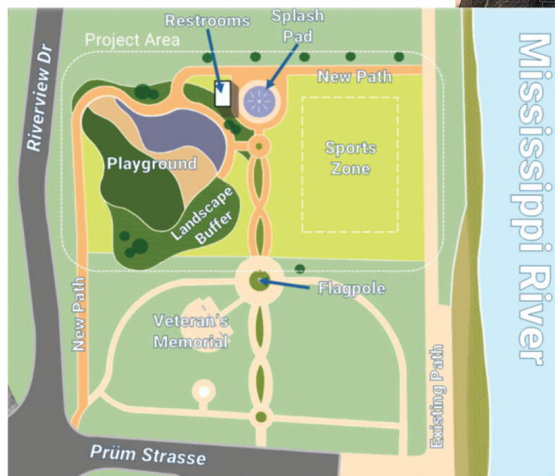 Restrooms
Splash
Pad
Project Area
New Path
Riverview Dr
Mississippi River
Playground
Sports
Zone
Landscape
Buffer
Flagpole
New Path
Veteran's
Memorial
Existing Path
Prüm Strasse